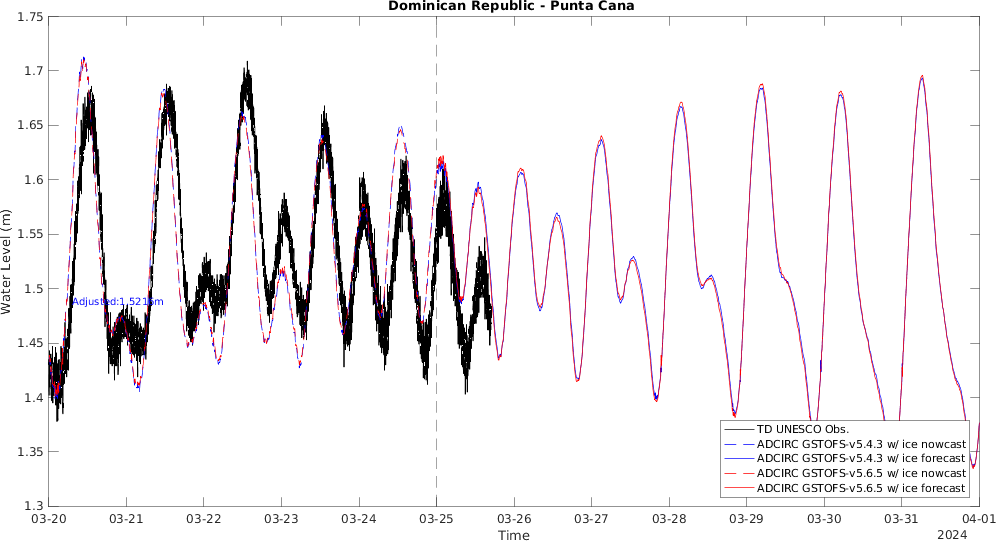 Dominican Republic - Punta Cana
1.75
1.7
1.65
1.6
1.55
1.5
1.45
1.4
1.35
1.3
Water Level (m)
Adjusted:1.5215m
TD UNESCO Obs.
ADCIRC GSTOFS-v5.4.3 w/ ice nowcast
ADCIRC GSTOFS-v5.4.3 w/ ice forecast
ADCIRC GSTOFS-v5.6.5 w/ ice nowcast
ADCIRC GSTOFS-v5.6.5 w/ ice forecast
03-20 03-21 03-22 03-23 03-24 03-25 03-26 03-27 03-28 03-29 03-30 03-31 04-01
Time
2024